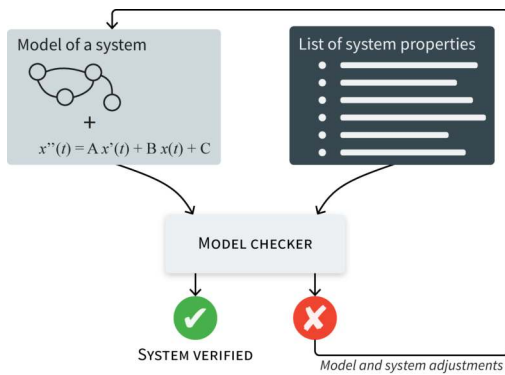 Model of a system
List of system properties
+
x’’(t) = A x’(t) + B x(t) + C
MODEL CHECKER
SYSTEM VERIFIED
Model and system adjustments